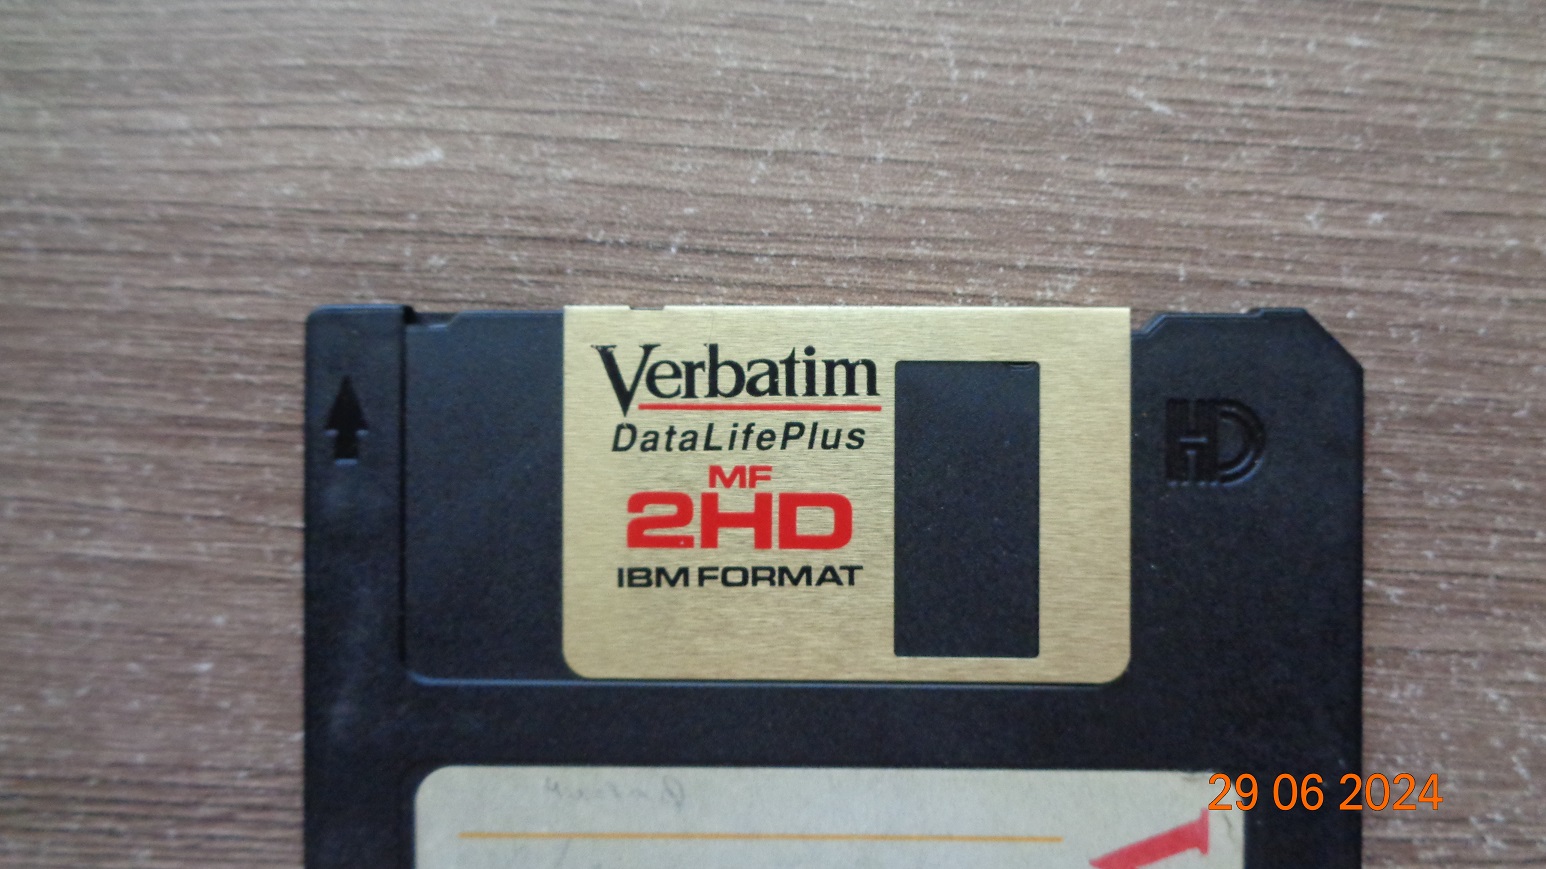 Verbatim
DataLifePlus
MF
2HD
IBM FORMAT
HD
29 06 2024